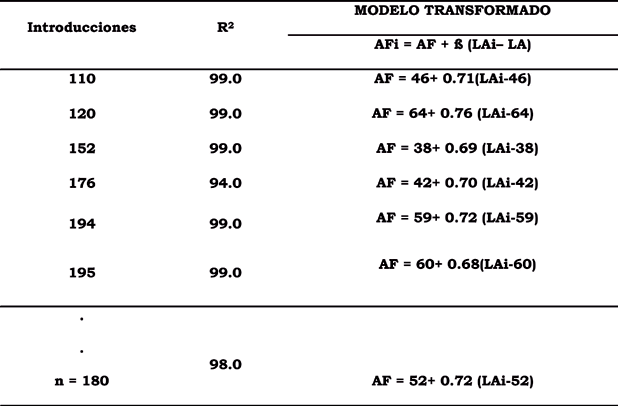 MODELO TRANSFORMADO
Introducciones R²
AFi = AF + ß (LAi– LA)
110 99.0 AF = 46+ 0.71(LAi-46)
120 99.0 AF = 64+ 0.76 (LAi-64)
152 99.0 AF = 38+ 0.69 (LAi-38)
176 94.0 AF = 42+ 0.70 (LAi-42)
194 99.0 AF = 59+ 0.72 (LAi-59)
195 99.0 AF = 60+ 0.68(LAi-60)
.
.
98.0
n = 180 AF = 52+ 0.72 (LAi-52)